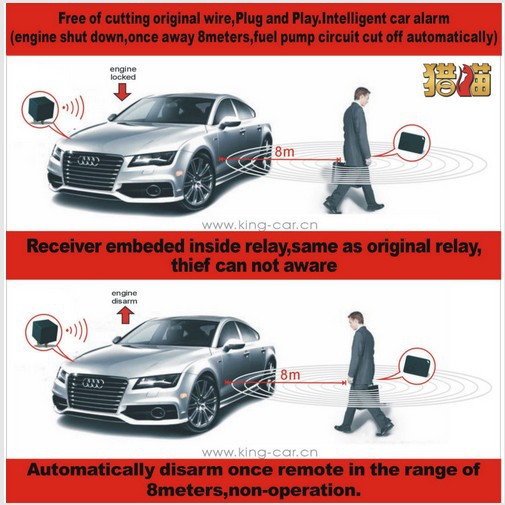 Free of cutting original wire,Plug and Play.Intelligent car alarm
(engine shut down,once away 8meters,fuel pump circuit cut off automatically)
engine
locked
猎猫
8m
www.king-car.cn
Receiver embeded inside relay,same as original relay,
thief can not aware
engine
disarm
8m
www.king-car.cn
Automatically disarm once remote in the range of
8meters,non-operation.